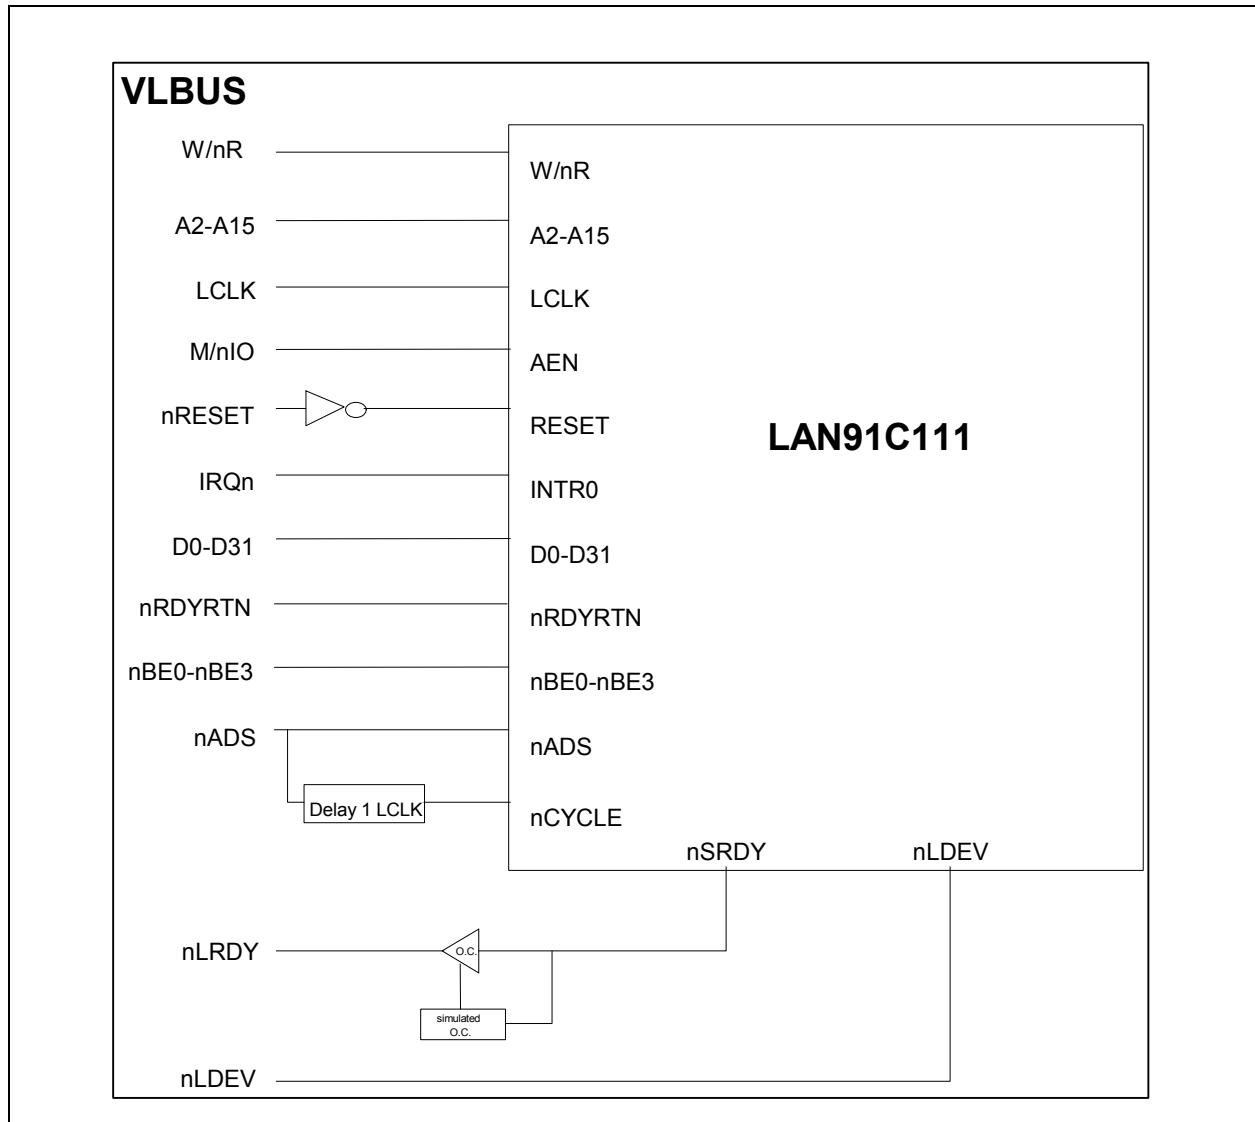 VLBUS
W/nR
W/nR
A2-A15
A2-A15
LCLK
LCLK
M/nIO
AEN
nRESET
RESET
LAN91C111
IRQn
INTR0
D0-D31
D0-D31
nRDYRTN
nRDYRTN
nBE0-nBE3
nBE0-nBE3
nADS
nADS
Delay 1 LCLK
nCYCLE
nSRDY
nLDEV
nLRDY
O.C.
simulated
O.C.
nLDEV